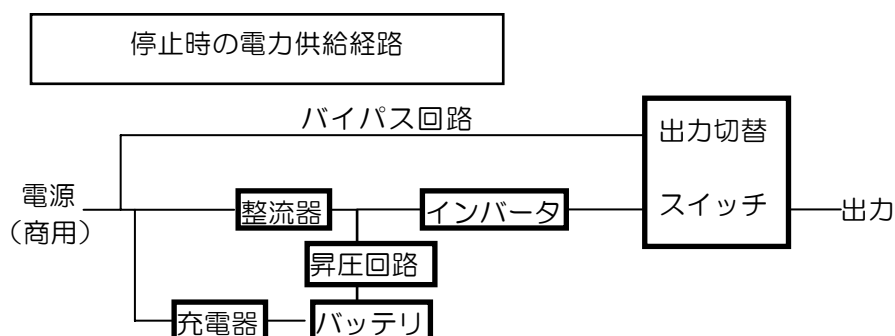 停止時の電力供給経路
バイパス回路
出力切替
スイッチ
電源
（商用）
整流器
インバータ
出力
昇圧回路
充電器
バッテリ